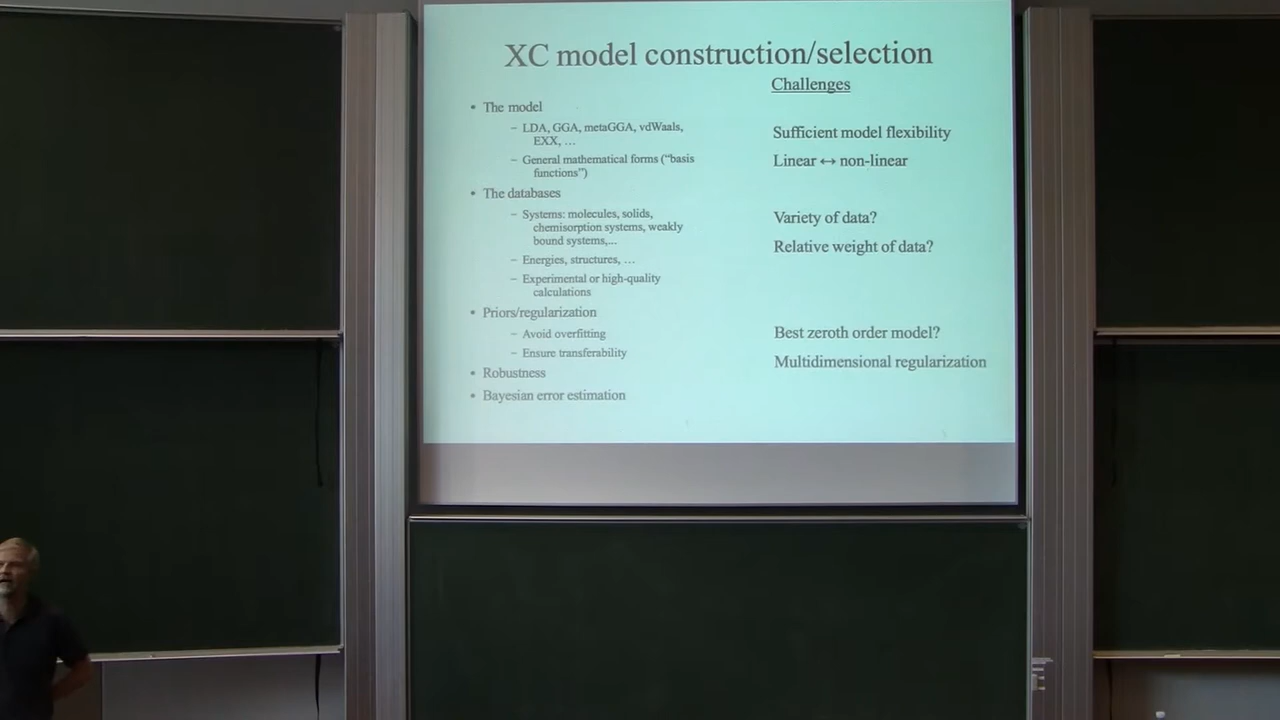 XC model construction/selection
Challenges
• The model
– LDA, GGA, metaGGA, vdWaals,
EXX, …
– General mathematical forms ("basis
functions")
Sufficient model flexibility
Linear ↔ non-linear
• The databases
– Systems: molecules, solids,
chemisorption systems, weakly
bound systems,...
– Energies, structures, …
– Experimental or high-quality
calculations
Variety of data?
Relative weight of data?
• Priors/regularization
– Avoid overfitting
– Ensure transferability
Best zeroth order model?
Multidimensional regularization
• Robustness
• Bayesian error estimation